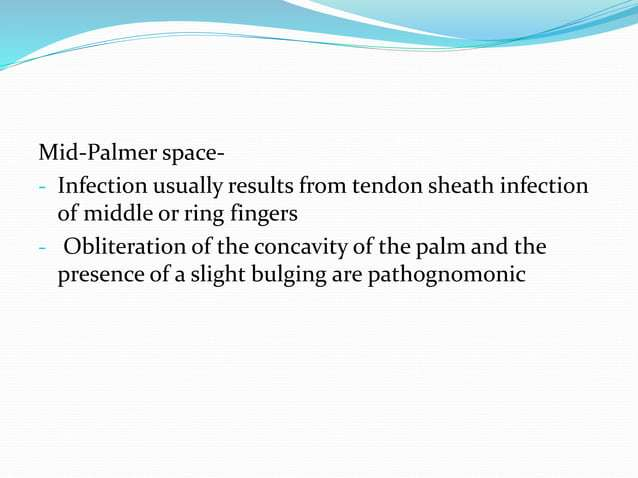 Mid-Palmer space-
- Infection usually results from tendon sheath infection
of middle or ring fingers
- Obliteration of the concavity of the palm and the
presence of a slight bulging are pathognomonic